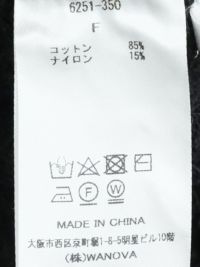 6251-350
F
コットン 85%
ナイロン 15%
F
W
MADE IN CHINA
大阪市西区京町堀1-8-5明星ビル10階
(株)WANOVA